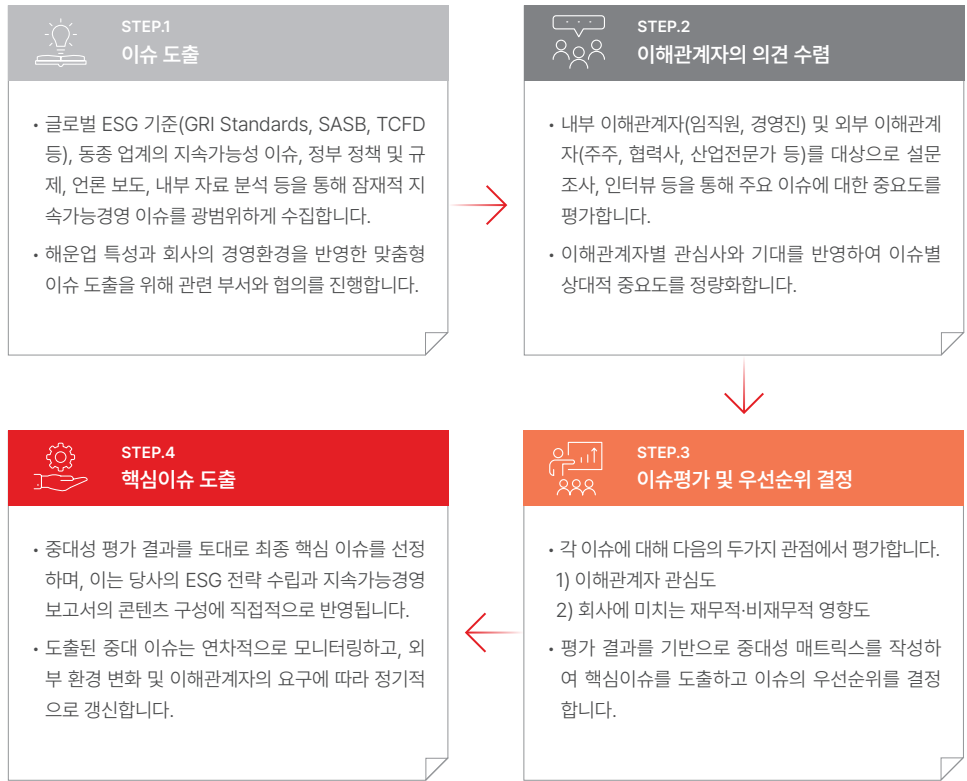 STEP.1
이슈 도출
• 글로벌 ESG 기준(GRI Standards, SASB, TCFD
등), 동종 업계의 지속가능성 이슈, 정부 정책 및 규
제, 언론 보도, 내부 자료 분석 등을 통해 잠재적 지
속가능경영 이슈를 광범위하게 수집합니다.
• 해운업 특성과 회사의 경영환경을 반영한 맞춤형
이슈 도출을 위해 관련 부서와 협의를 진행합니다.
STEP.2
이해관계자의 의견 수렴
• 내부 이해관계자(임직원, 경영진) 및 외부 이해관계
자(주주, 협력사, 산업전문가 등)를 대상으로 설문
조사, 인터뷰 등을 통해 주요 이슈에 대한 중요도를
평가합니다.
• 이해관계자별 관심사와 기대를 반영하여 이슈별
상대적 중요도를 정량화합니다.
STEP.3
이슈평가 및 우선순위 결정
• 각 이슈에 대해 다음의 두가지 관점에서 평가합니다.
1) 이해관계자 관심도
2) 회사에 미치는 재무적·비재무적 영향도
• 평가 결과를 기반으로 중대성 매트릭스를 작성하
여 핵심이슈를 도출하고 이슈의 우선순위를 결정
합니다.
STEP.4
핵심이슈 도출
• 중대성 평가 결과를 토대로 최종 핵심 이슈를 선정
하며, 이는 당사의 ESG 전략 수립과 지속가능경영
보고서의 콘텐츠 구성에 직접적으로 반영됩니다.
• 도출된 중대 이슈는 연차적으로 모니터링하고, 외
부 환경 변화 및 이해관계자의 요구에 따라 정기적
으로 갱신합니다.